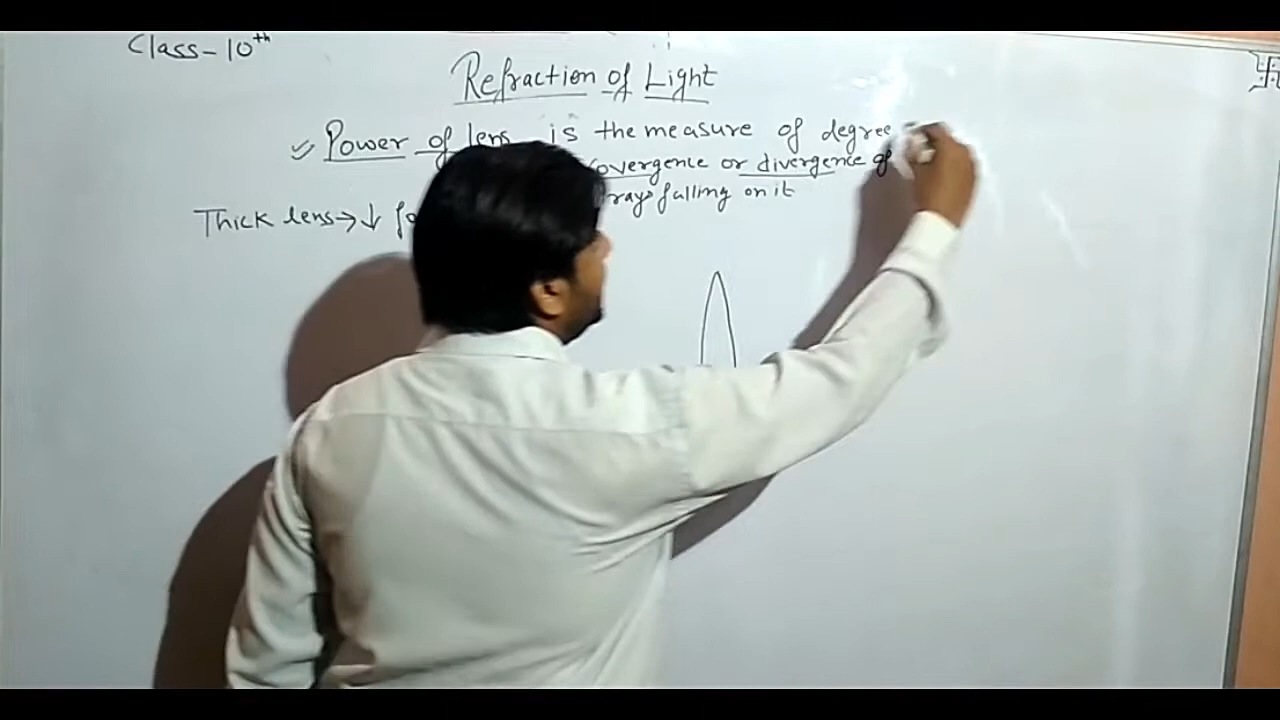 Class-10th
Refraction of Light
Power of lens is the measure of degree
covergence or divergence of
rays falling on it
Thick lens→↓